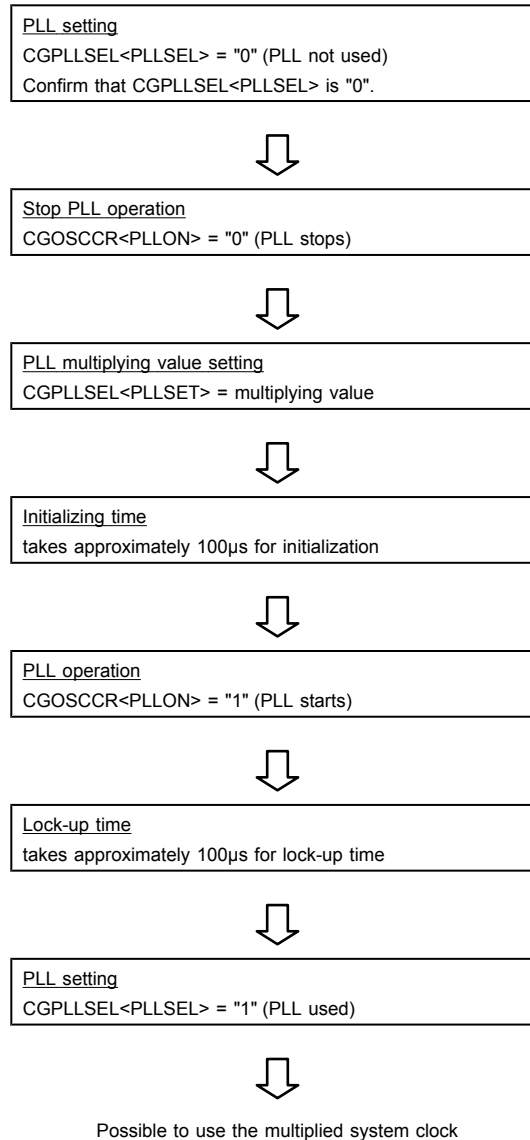 PLL setting
CGPLLSEL<PLLSEL> = "0" (PLL not used)
Confirm that CGPLLSEL<PLLSEL> is "0".
Stop PLL operation
CGOSCCR<PLLON> = "0" (PLL stops)
PLL multiplying value setting
CGPLLSEL<PLLSET> = multiplying value
Initializing time
takes approximately 100µs for initialization
PLL operation
CGOSCCR<PLLON> = "1" (PLL starts)
Lock-up time
takes approximately 100µs for lock-up time
PLL setting
CGPLLSEL<PLLSEL> = "1" (PLL used)
Possible to use the multiplied system clock